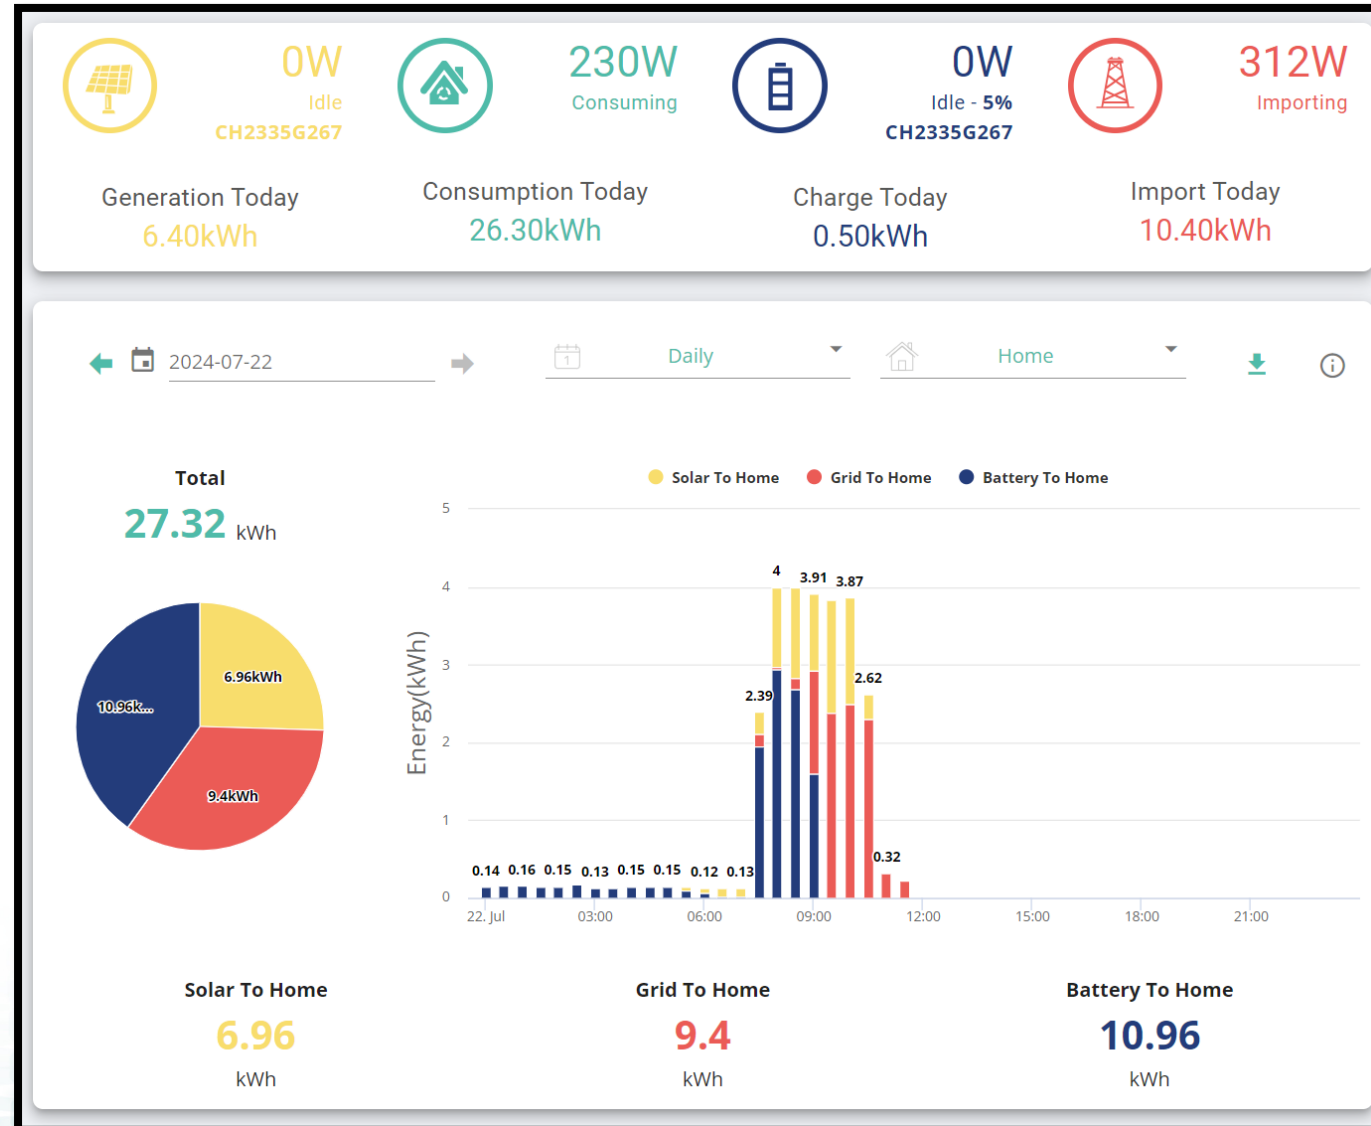 0W
Idle
CH2335G267
230W
Consuming
0W
Idle - 5%
CH2335G267
312W
Importing
Generation Today
6.40kWh
Consumption Today
26.30kWh
Charge Today
0.50kWh
Import Today
10.40kWh
2024-07-22
1
Daily
Home
Total
27.32 kWh
6.96kWh
10.96k...
9.4kWh
Solar To Home
Grid To Home
Battery To Home
Energy(kWh)
5
4
3
2
1
0
0.14
0.16
0.15
0.13
0.15
0.15
0.12
0.13
2.39
4
3.91
3.87
2.62
0.32
22. Jul
03:00
06:00
09:00
12:00
15:00
18:00
21:00
Solar To Home
6.96
kWh
Grid To Home
9.4
kWh
Battery To Home
10.96
kWh